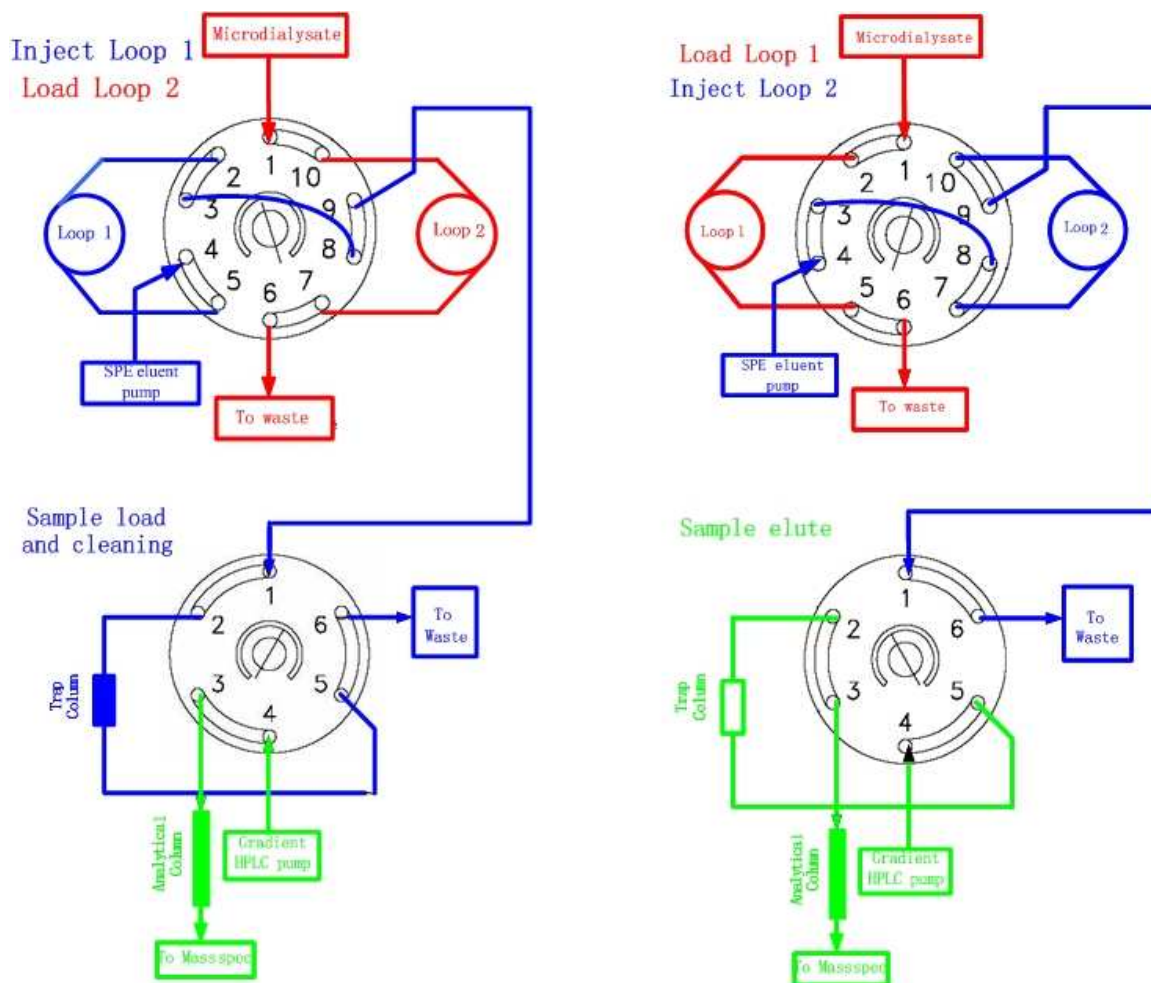 Microdialysate
Inject Loop 1
Load Loop 2
1
2
10
3
9
Loop 1
4
8
Loop 2
5
7
6
SPE eluent
pump
To waste
Microdialysate
Load Loop 1
Inject Loop 2
1
2
10
3
9
Loop 1
4
8
Loop 2
5
7
6
SPE eluent
pump
To waste
Sample load
and cleaning
1
2
6
To
Waste
3
5
4
Trap
Column
Analytical
Column
Gradient
HPLC pump
To Massspec
Sample elute
1
2
6
To
Waste
3
5
4
Trap
Column
Analytical
Column
Gradient
HPLC pump
To Massspec